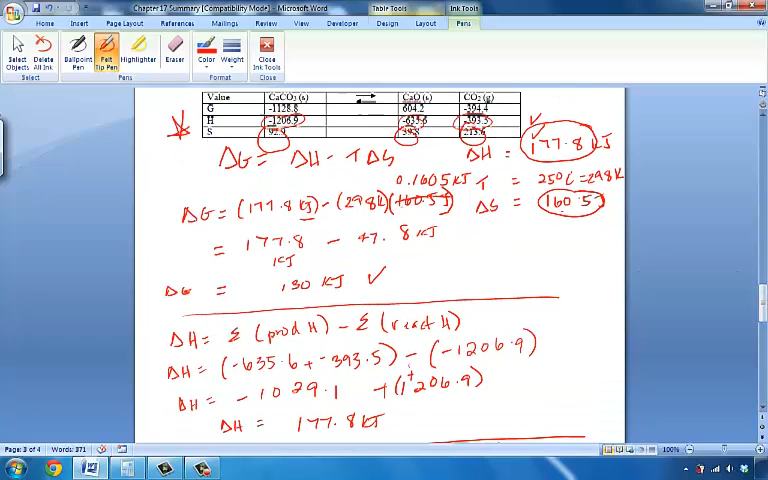 Chapter 17 Summary [Compatibility Mode] - Microsoft Word
Table Tools
Ink Tools
Home Insert Page Layout References Mailings Review View Developer Design Layout Pens
Select Objects
Delete All Ink
Ballpoint Pen
Felt Tip Pen
Highlighter
Eraser
Color
Weight
Close Ink Tools
Select Pens Format Close
Value CaCO3 (s) CaO (s) CO2 (g)
G -1128.8 604.2 -394.4
H -1206.9 -635.6 -393.5
S 92.9 39.8 213.6
ΔG = ΔH - TΔS
ΔH = 177.8 KJ
0.1605 KJ
T = 25°C = 298K
ΔG = (177.8 KJ) - (298K)(160.5J)
ΔS = 160.5J
= 177.8 KJ - 47.8 KJ
ΔG = 130 KJ ✓
ΔH = Σ (prod H) - Σ (react H)
ΔH = (-635.6 + -393.5) - (-1206.9)
ΔH = -1029.1 + (1206.9)
ΔH = 177.8 KJ
Page: 3 of 4 Words: 371 100%